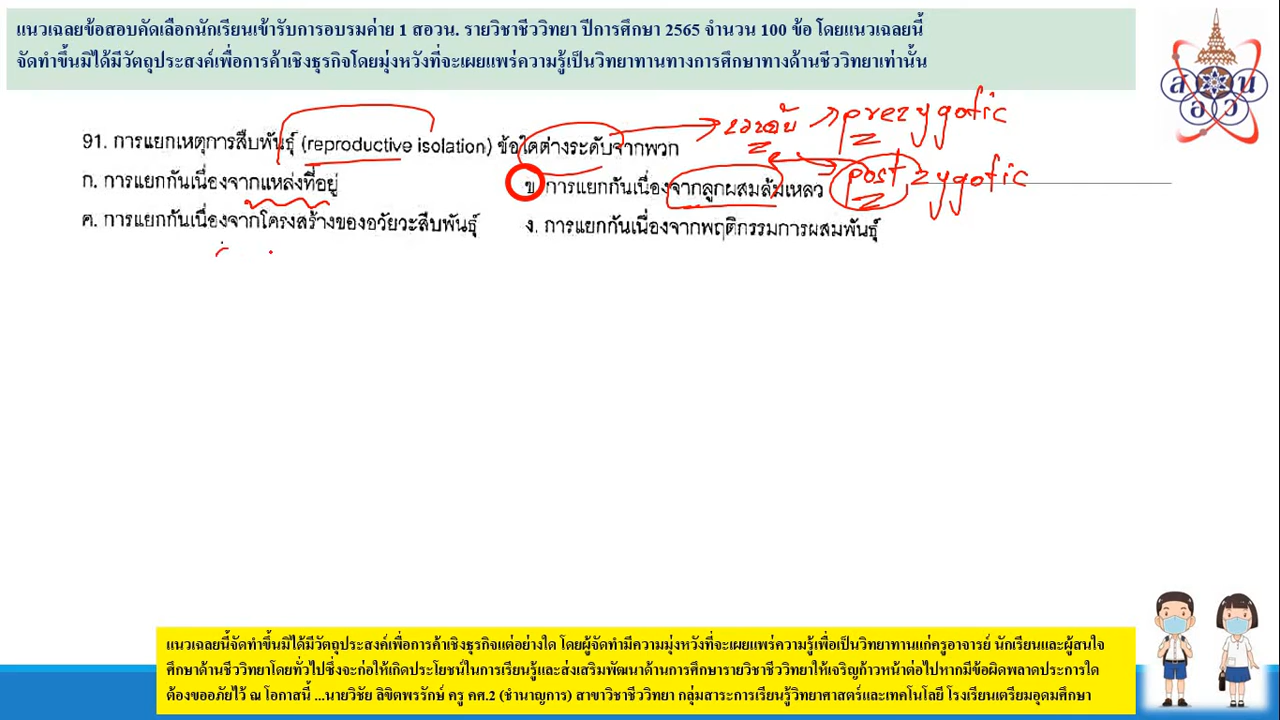 แนวเฉลยข้อสอบคัดเลือกนักเรียนเข้ารับการอบรมค่าย 1 สอวน. รายวิชาชีววิทยา ปีการศึกษา 2565 จำนวน 100 ข้อ โดยแนวเฉลยนี้
จัดทำขึ้นมิได้มีวัตถุประสงค์เพื่อการค้าเชิงธุรกิจโดยมุ่งหวังที่จะเผยแพร่ความรู้เป็นวิทยาทานทางการศึกษาทางด้านชีววิทยาเท่านั้น
สอวน
2ระดับ → prezygotic
91. การแยกเหตุการสืบพันธุ์ (reproductive isolation) ข้อใดต่างระดับจากพวก
postzygotic
ก. การแยกกันเนื่องจากแหล่งที่อยู่ ข. การแยกกันเนื่องจากลูกผสมล้มเหลว
ค. การแยกกันเนื่องจากโครงสร้างของอวัยวะสืบพันธุ์ ง. การแยกกันเนื่องจากพฤติกรรมการผสมพันธุ์
แนวเฉลยนี้จัดทำขึ้นมิได้มีวัตถุประสงค์เพื่อการค้าเชิงธุรกิจแต่อย่างใด โดยผู้จัดทำมีความมุ่งหวังที่จะเผยแพร่ความรู้เพื่อเป็นวิทยาทานแก่ครูอาจารย์ นักเรียนและผู้สนใจ
ศึกษาด้านชีววิทยาโดยทั่วไปซึ่งจะก่อให้เกิดประโยชน์ในการเรียนรู้และส่งเสริมพัฒนาด้านการศึกษารายวิชาชีววิทยาให้เจริญก้าวหน้าต่อไปหากมีข้อผิดพลาดประการใด
ต้องขออภัยไว้ ณ โอกาสนี้ ...นายวิชัย ลิขิตพรรักษ์ ครู คศ.2 (ชำนาญการ) สาขาวิชาชีววิทยา กลุ่มสาระการเรียนรู้วิทยาศาสตร์และเทคโนโลยี โรงเรียนเตรียมอุดมศึกษา